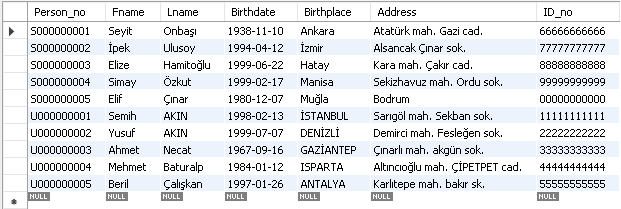 Person_no Fname Lname Birthdate Birthplace Address ID_no
S000000001 Seyit Onbaşı 1938-11-10 Ankara Atatürk mah. Gazi cad. 66666666666
S000000002 İpek Ulusoy 1994-04-12 İzmir Alsancak Çınar sok. 77777777777
S000000003 Elize Hamitoğlu 1999-06-22 Hatay Kara mah. Çakır cad. 88888888888
S000000004 Simay Özkut 1999-02-17 Manisa Sekizhavuz mah. Ordu sok. 99999999999
S000000005 Elif Çınar 1980-12-07 Muğla Bodrum 00000000000
U000000001 Semih AKIN 1998-02-13 İSTANBUL Sarıgöl mah. Sekban sok. 11111111111
U000000002 Yusuf AKIN 1999-07-07 DENİZLİ Demirci mah. Fesleğen sok. 22222222222
U000000003 Ahmet Necat 1967-09-16 GAZİANTEP Çınarlı mah. akgün sok. 33333333333
U000000004 Mehmet Baturalp 1984-01-12 ISPARTA Altıncıoğlu mah. ÇİPETPET cad. 44444444444
U000000005 Beril Çalışkan 1997-01-26 ANTALYA Karlıtepe mah. bakır sk. 55555555555
NULL NULL NULL NULL NULL NULL NULL